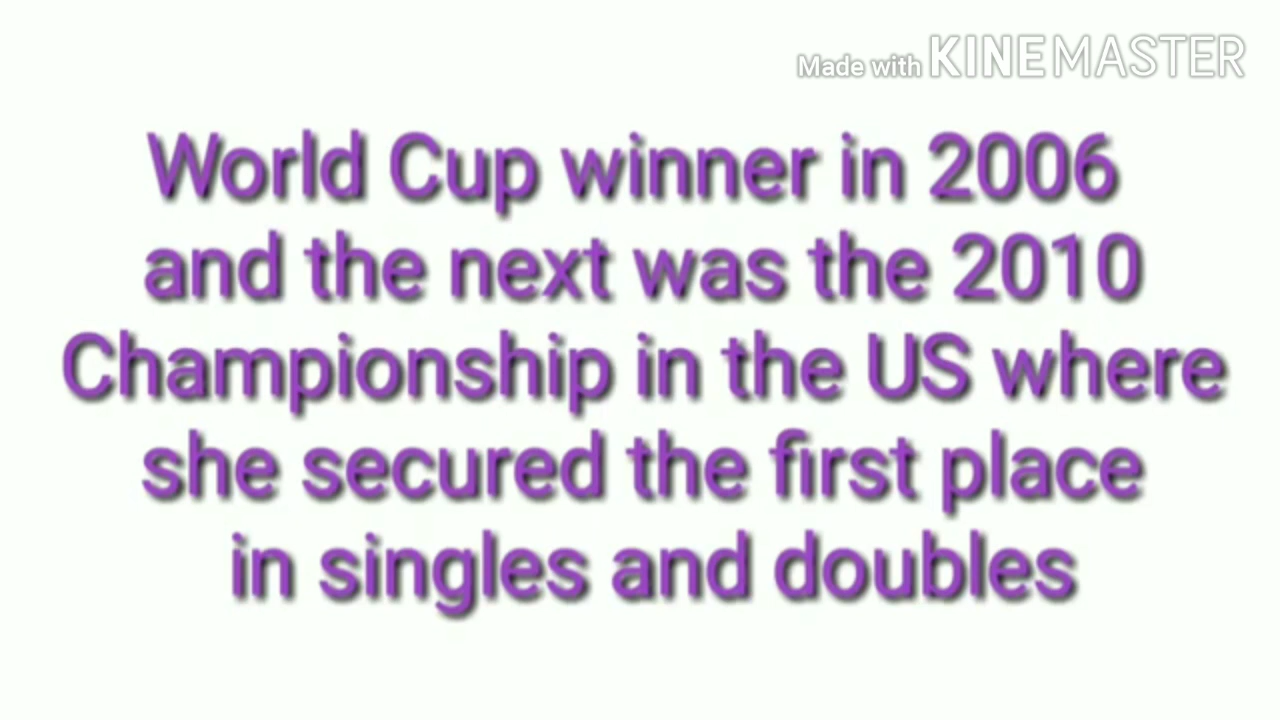 Made with KINEMASTER
World Cup winner in 2006
and the next was the 2010
Championship in the US where
she secured the first place
in singles and doubles